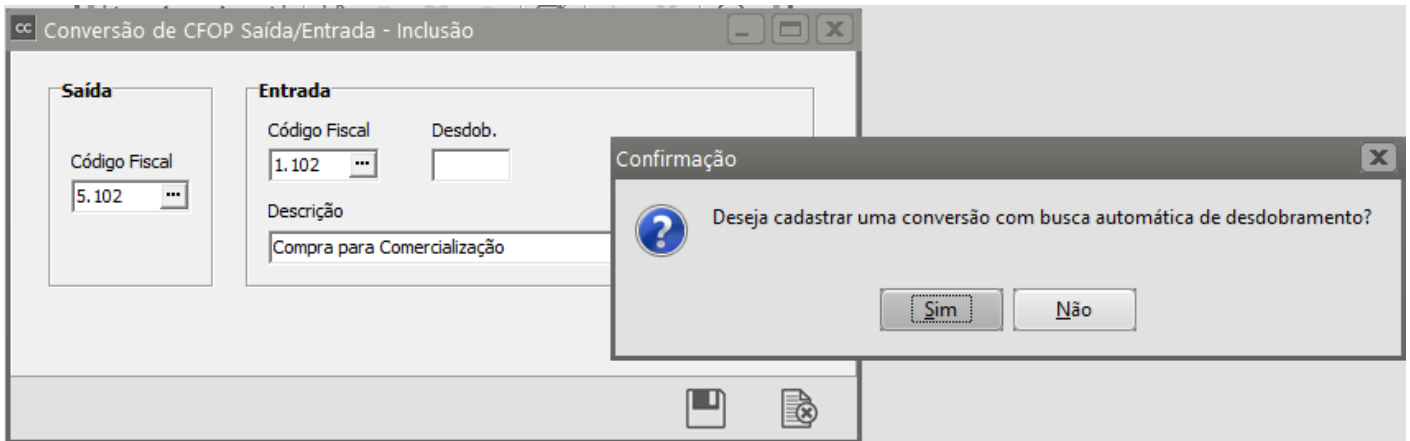 cc Conversão de CFOP Saída/Entrada - Inclusão
Saída
Código Fiscal
5.102 ...
Entrada
Código Fiscal Desdob.
1.102 ...
Descrição
Compra para Comercialização
Confirmação
Deseja cadastrar uma conversão com busca automática de desdobramento?
Sim Não